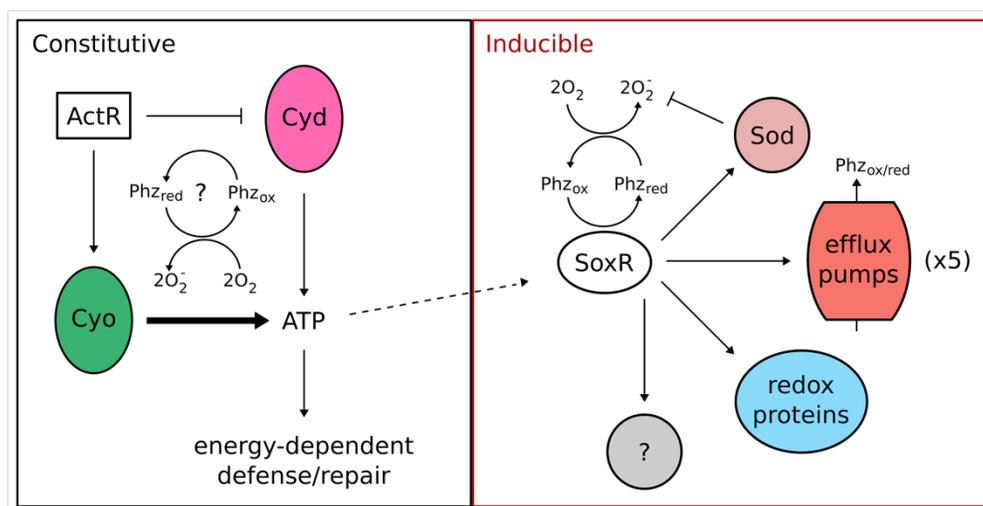 Constitutive
ActR
Cyd
Phz_red ? Phz_ox
2O₂⁻ 2O₂
Cyo
ATP
energy-dependent
defense/repair
Inducible
2O₂ 2O₂⁻
Sod
Phz_ox Phz_red
Phz_ox/red
SoxR
efflux
pumps
(x5)
redox
proteins
?